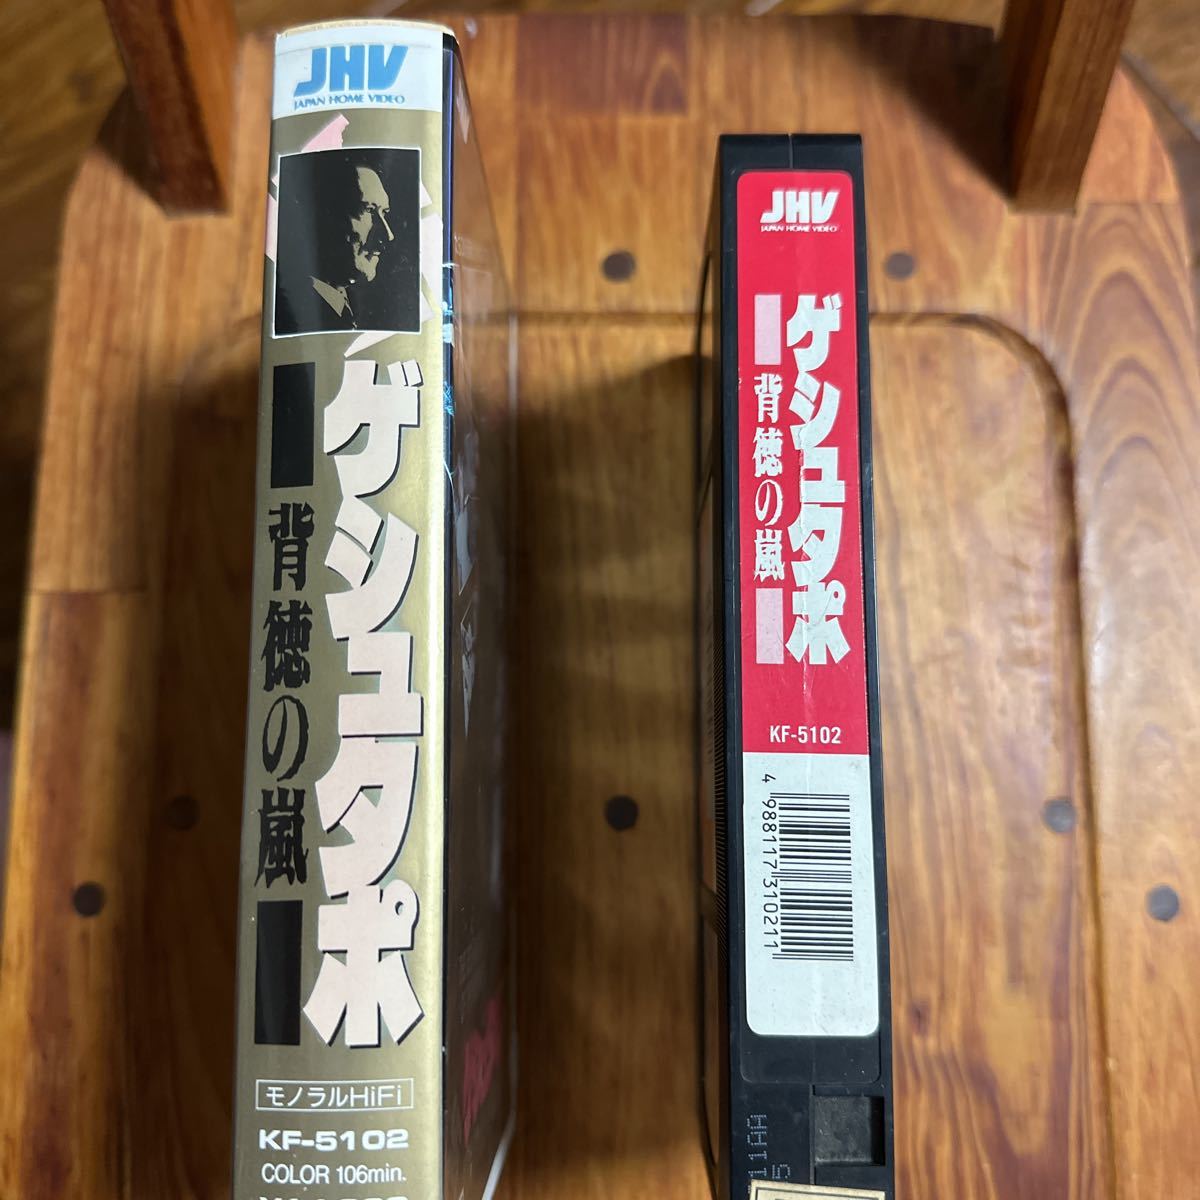 JHV
JAPAN HOME VIDEO
ゲシュタポ
背徳の嵐
モノラルHiFi
KF-5102
COLOR 106min.
JHV
JAPAN HOME VIDEO
ゲシュタポ
背徳の嵐
KF-5102
4 988117 310211